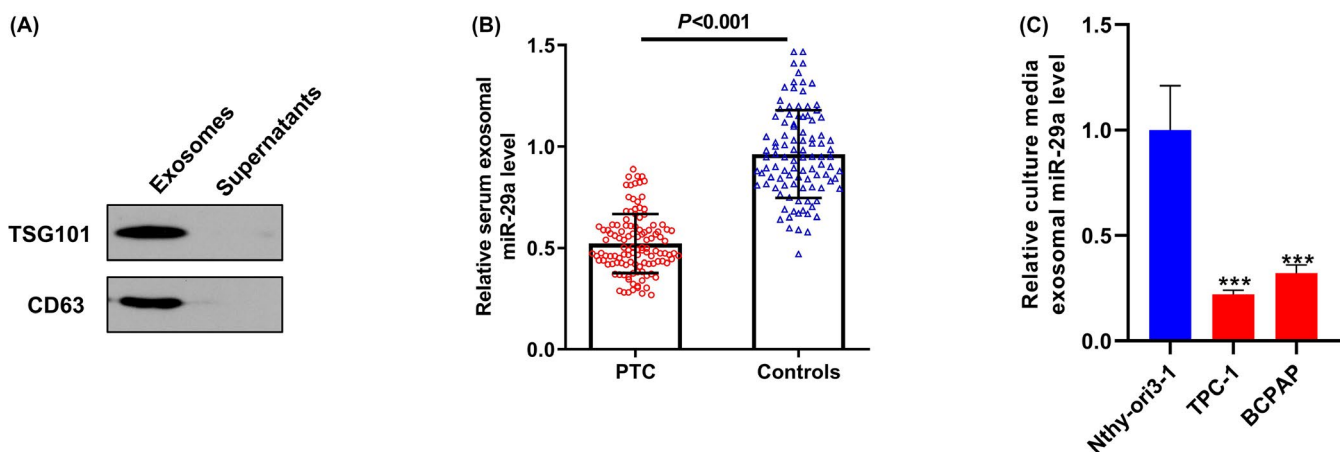 (A)
Exosomes
Supernatants
TSG101
CD63
(B)
P<0.001
Relative serum exosomal
miR-29a level
1.5
1.0
0.5
0.0
PTC
Controls
(C)
Relative culture media
exosomal miR-29a level
1.5
1.0
0.5
0.0
***
***
Nthy-ori3-1
TPC-1
BCPAP